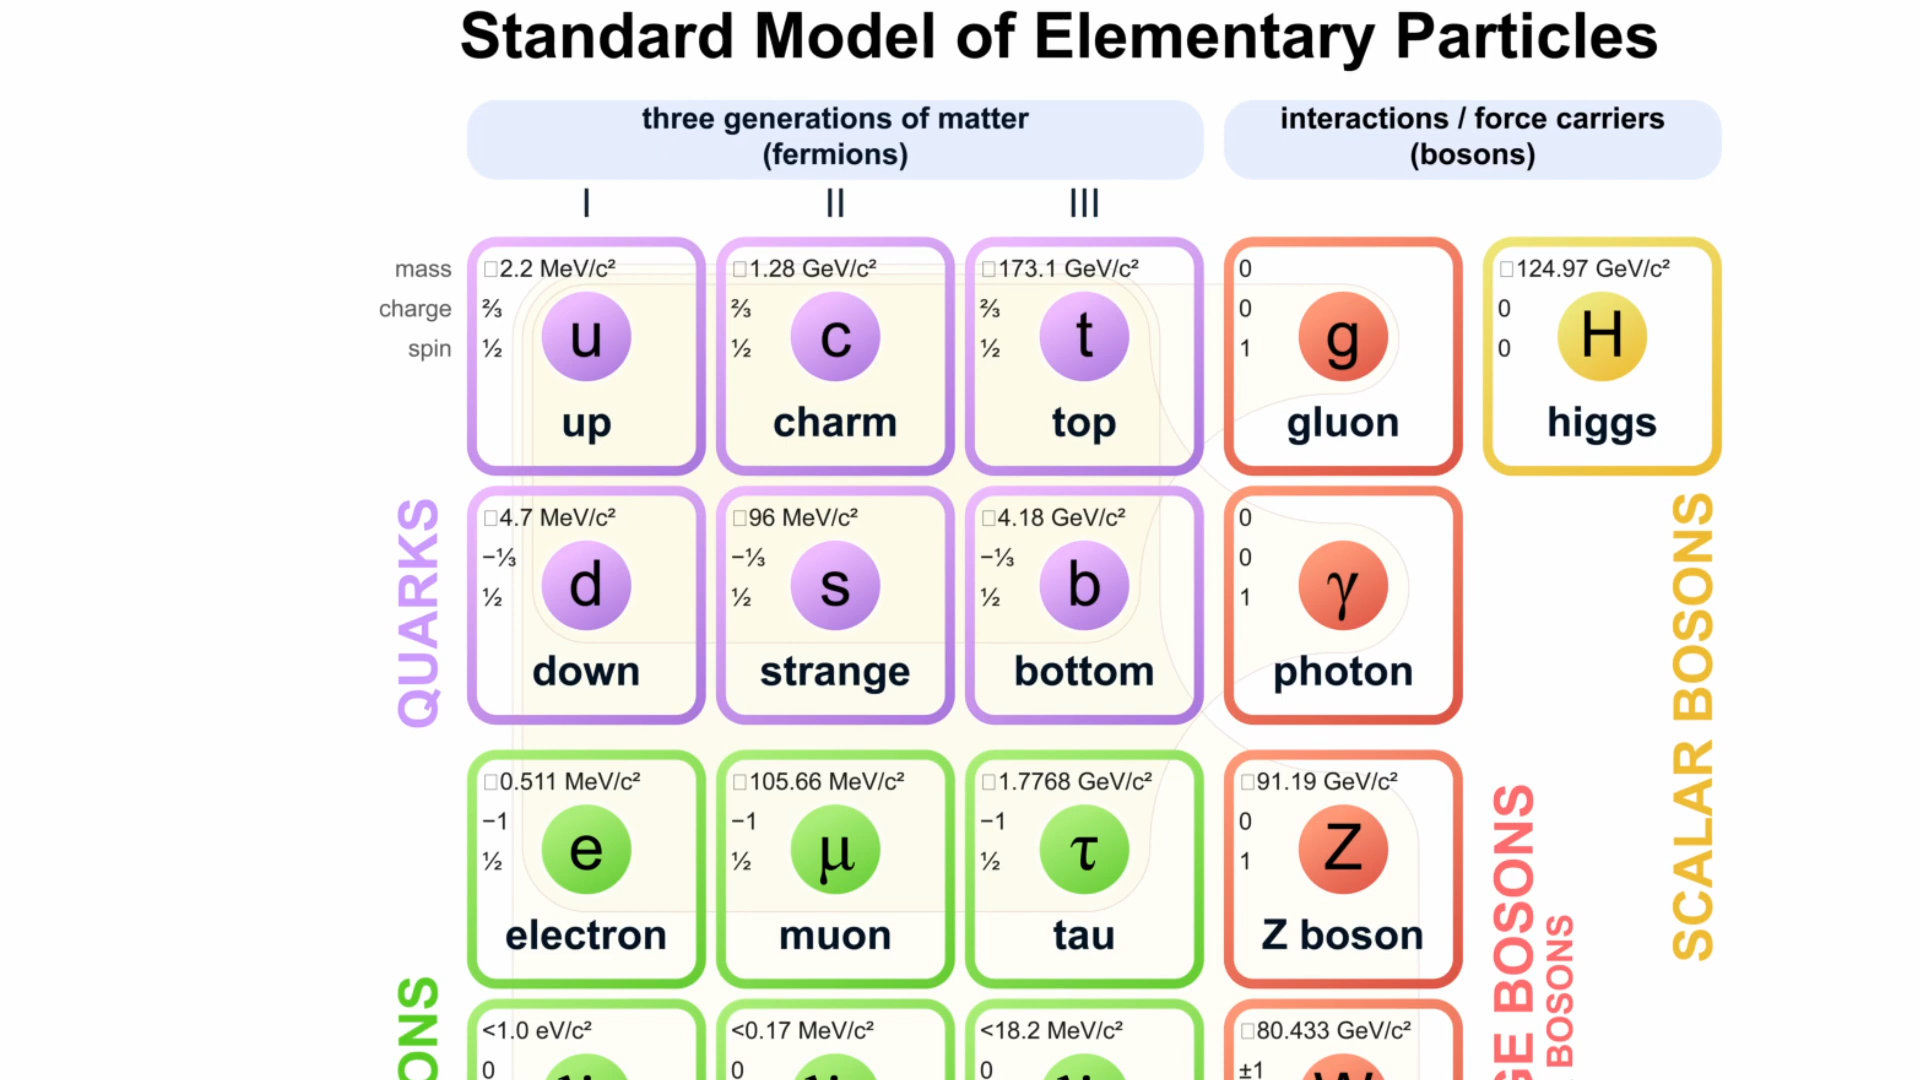 Standard Model of Elementary Particles
three generations of matter
(fermions)
interactions / force carriers
(bosons)
I
II
III
mass
charge
spin
□2.2 MeV/c²
⅔
½
u
up
□1.28 GeV/c²
⅔
½
c
charm
□173.1 GeV/c²
⅔
½
t
top
0
0
1
g
gluon
□124.97 GeV/c²
0
0
H
higgs
QUARKS
□4.7 MeV/c²
−⅓
½
d
down
□96 MeV/c²
−⅓
½
s
strange
□4.18 GeV/c²
−⅓
½
b
bottom
0
0
1
γ
photon
SCALAR BOSONS
□0.511 MeV/c²
−1
½
e
electron
□105.66 MeV/c²
−1
½
μ
muon
□1.7768 GeV/c²
−1
½
τ
tau
□91.19 GeV/c²
0
1
Z
Z boson
ONS
<1.0 eV/c²
0
<0.17 MeV/c²
0
<18.2 MeV/c²
0
□80.433 GeV/c²
±1
GE BOSONS
BOSONS